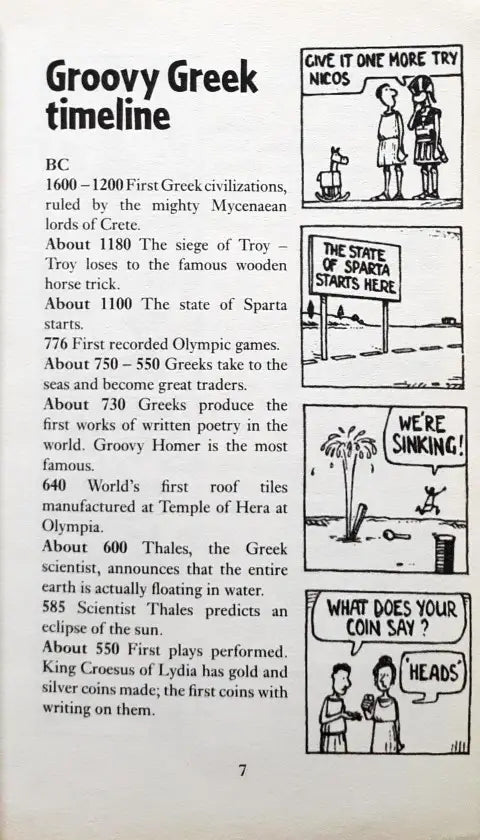 Groovy Greek
timeline
BC
1600 – 1200 First Greek civilizations,
ruled by the mighty Mycenaean
lords of Crete.
About 1180 The siege of Troy –
Troy loses to the famous wooden
horse trick.
About 1100 The state of Sparta
starts.
776 First recorded Olympic games.
About 750 – 550 Greeks take to the
seas and become great traders.
About 730 Greeks produce the
first works of written poetry in the
world. Groovy Homer is the most
famous.
640 World's first roof tiles
manufactured at Temple of Hera at
Olympia.
About 600 Thales, the Greek
scientist, announces that the entire
earth is actually floating in water.
585 Scientist Thales predicts an
eclipse of the sun.
About 550 First plays performed.
King Croesus of Lydia has gold and
silver coins made; the first coins with
writing on them.
GIVE IT ONE MORE TRY
NICOS
THE STATE
OF SPARTA
STARTS HERE
WE'RE
SINKING!
WHAT DOES YOUR
COIN SAY?
'HEADS'
7